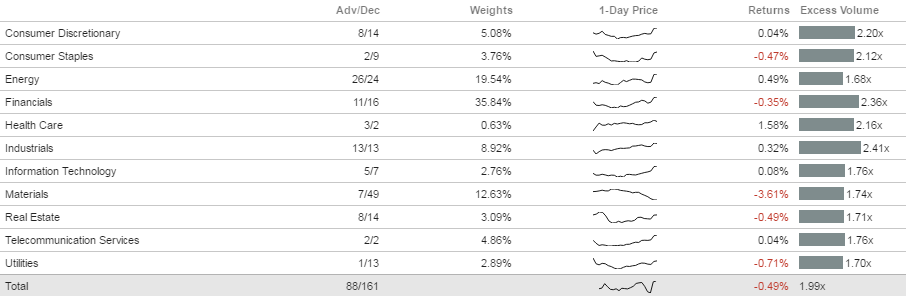 Adv/Dec Weights 1-Day Price Returns Excess Volume
Consumer Discretionary 8/14 5.08% 0.04% 2.20x
Consumer Staples 2/9 3.76% -0.47% 2.12x
Energy 26/24 19.54% 0.49% 1.68x
Financials 11/16 35.84% -0.35% 2.36x
Health Care 3/2 0.63% 1.58% 2.16x
Industrials 13/13 8.92% 0.32% 2.41x
Information Technology 5/7 2.76% 0.08% 1.76x
Materials 7/49 12.63% -3.61% 1.74x
Real Estate 8/14 3.09% -0.49% 1.71x
Telecommunication Services 2/2 4.86% 0.04% 1.76x
Utilities 1/13 2.89% -0.71% 1.70x
Total 88/161 -0.49% 1.99x